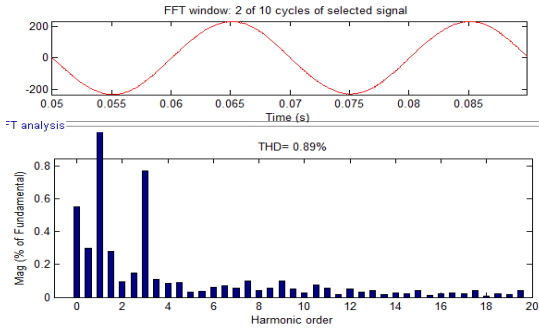 FFT window: 2 of 10 cycles of selected signal
200
0
-200
0.05 0.055 0.06 0.065 0.07 0.075 0.08 0.085
Time (s)
FT analysis
THD= 0.89%
0.8
0.6
0.4
0.2
0
Mag (% of Fundamental)
0 2 4 6 8 10 12 14 16 18 20
Harmonic order